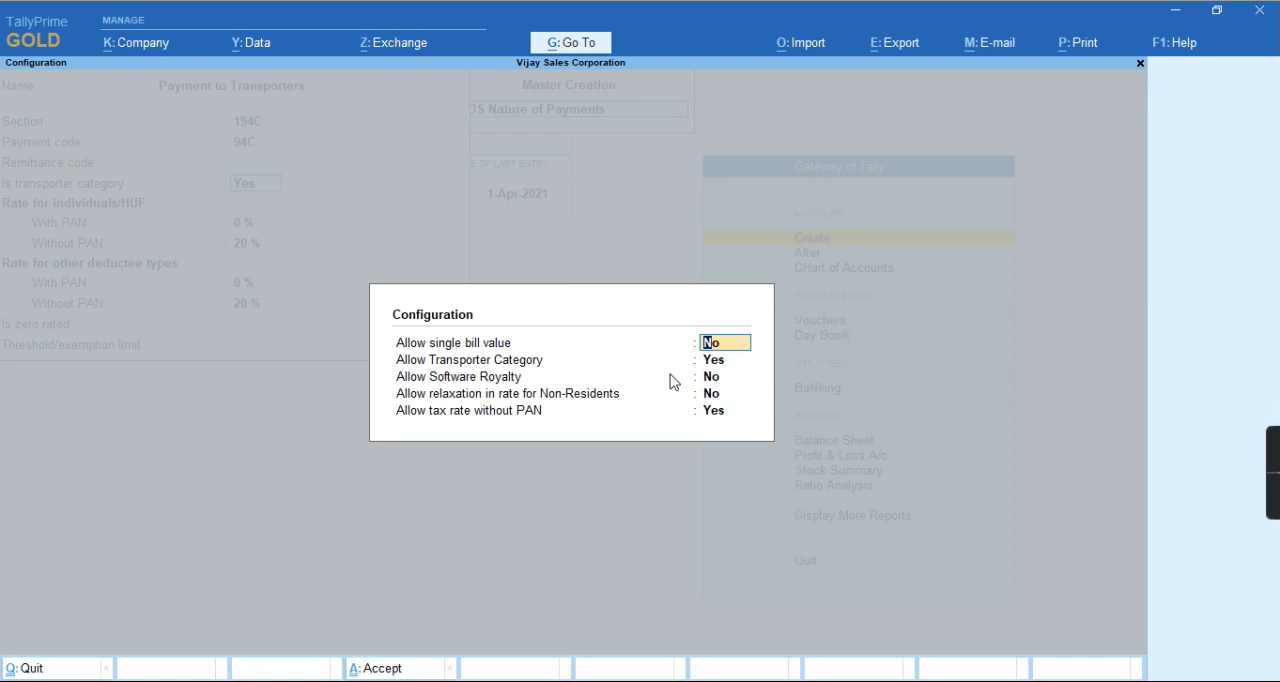 TallyPrime
GOLD
MANAGE
K: Company
Y: Data
Z: Exchange
G: Go To
O: Import
E: Export
M: E-mail
P: Print
F1: Help
Configuration
Vijay Sales Corporation
Name : Payment to Transporters
Section : 194C
Payment code : 94C
Remittance code :
Is transporter category : Yes
Rate for individuals/HUF
With PAN : 0 %
Without PAN : 20 %
Rate for other deductee types
With PAN : 0 %
Without PAN : 20 %
Is zero rated :
Threshold/exemption limit :
Master Creation
DS Nature of Payments
E OF LAST ENTRY
1-Apr-2021
Configuration
Allow single bill value : No
Allow Transporter Category : Yes
Allow Software Royalty : No
Allow relaxation in rate for Non-Residents : No
Allow tax rate without PAN : Yes
Gateway of Tally
MASTERS
Create
Alter
CHart of Accounts
TRANSACTIONS
Vouchers
Day BooK
UTILITIES
BaNking
REPORTS
Balance Sheet
Profit & Loss A/c
Stock Summary
Ratio Analysis
Display More Reports
Quit
Q: Quit
A: Accept